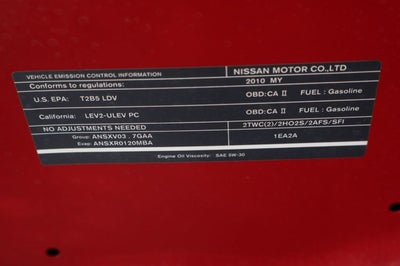 VEHICLE EMISSION CONTROL INFORMATION NISSAN MOTOR CO.,LTD
Conforms to regulations: 2010 MY
U.S. EPA: T2B5 LDV OBD:CA II FUEL : Gasoline
California: LEV2-ULEV PC OBD:CA II FUEL : Gasoline
NO ADJUSTMENTS NEEDED 2TWC(2)/2HO2S/2AFS/SFI
Group: ANSXV03.7GAA 1EA2A
Evap: ANSXR0120MBA
Engine Oil Viscosity: SAE 5W-30